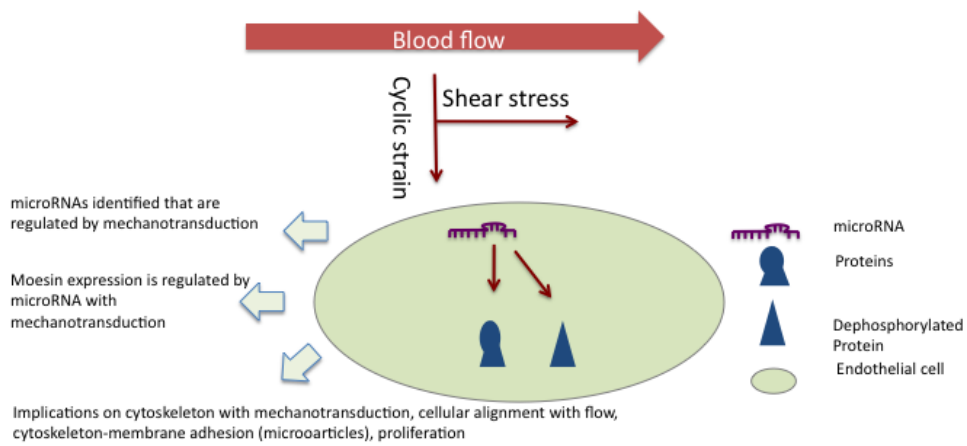 Blood flow
Cyclic strain
Shear stress
microRNAs identified that are
regulated by mechanotransduction
Moesin expression is regulated by
microRNA with
mechanotransduction
Implications on cytoskeleton with mechanotransduction, cellular alignment with flow,
cytoskeleton-membrane adhesion (microoarticles), proliferation
microRNA
Proteins
Dephosphorylated
Protein
Endothelial cell